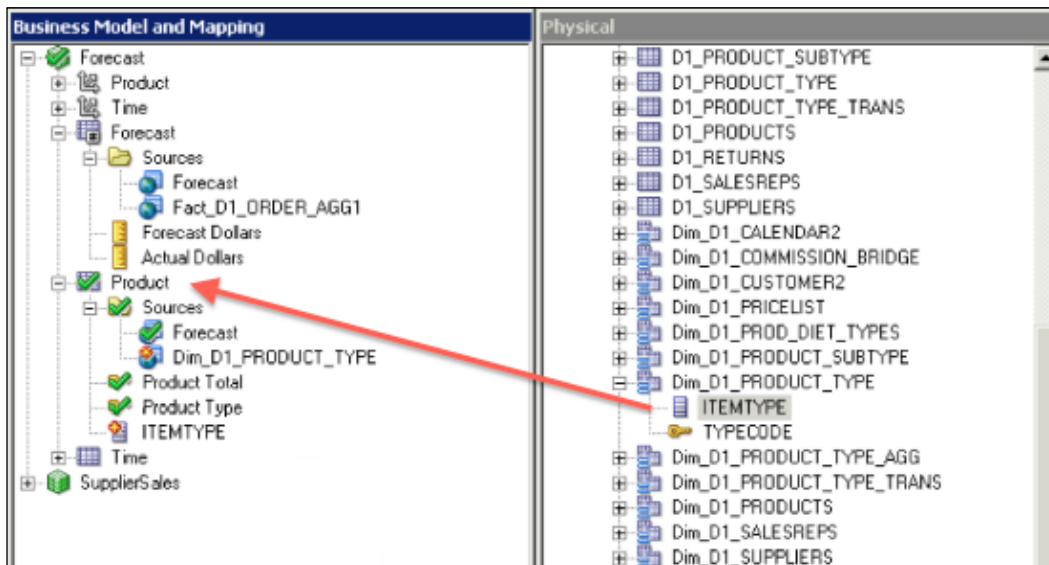 Business Model and Mapping
Forecast
Product
Time
Forecast
Sources
Forecast
Fact_D1_ORDER_AGG1
Forecast Dollars
Actual Dollars
Product
Sources
Forecast
Dim_D1_PRODUCT_TYPE
Product Total
Product Type
ITEMTYPE
Time
SupplierSales
Physical
D1_PRODUCT_SUBTYPE
D1_PRODUCT_TYPE
D1_PRODUCT_TYPE_TRANS
D1_PRODUCTS
D1_RETURNS
D1_SALESREPS
D1_SUPPLIERS
Dim_D1_CALENDAR2
Dim_D1_COMMISSION_BRIDGE
Dim_D1_CUSTOMER2
Dim_D1_PRICELIST
Dim_D1_PROD_DIET_TYPES
Dim_D1_PRODUCT_SUBTYPE
Dim_D1_PRODUCT_TYPE
ITEMTYPE
TYPECODE
Dim_D1_PRODUCT_TYPE_AGG
Dim_D1_PRODUCT_TYPE_TRANS
Dim_D1_PRODUCTS
Dim_D1_SALESREPS
Dim_D1_SUPPLIERS